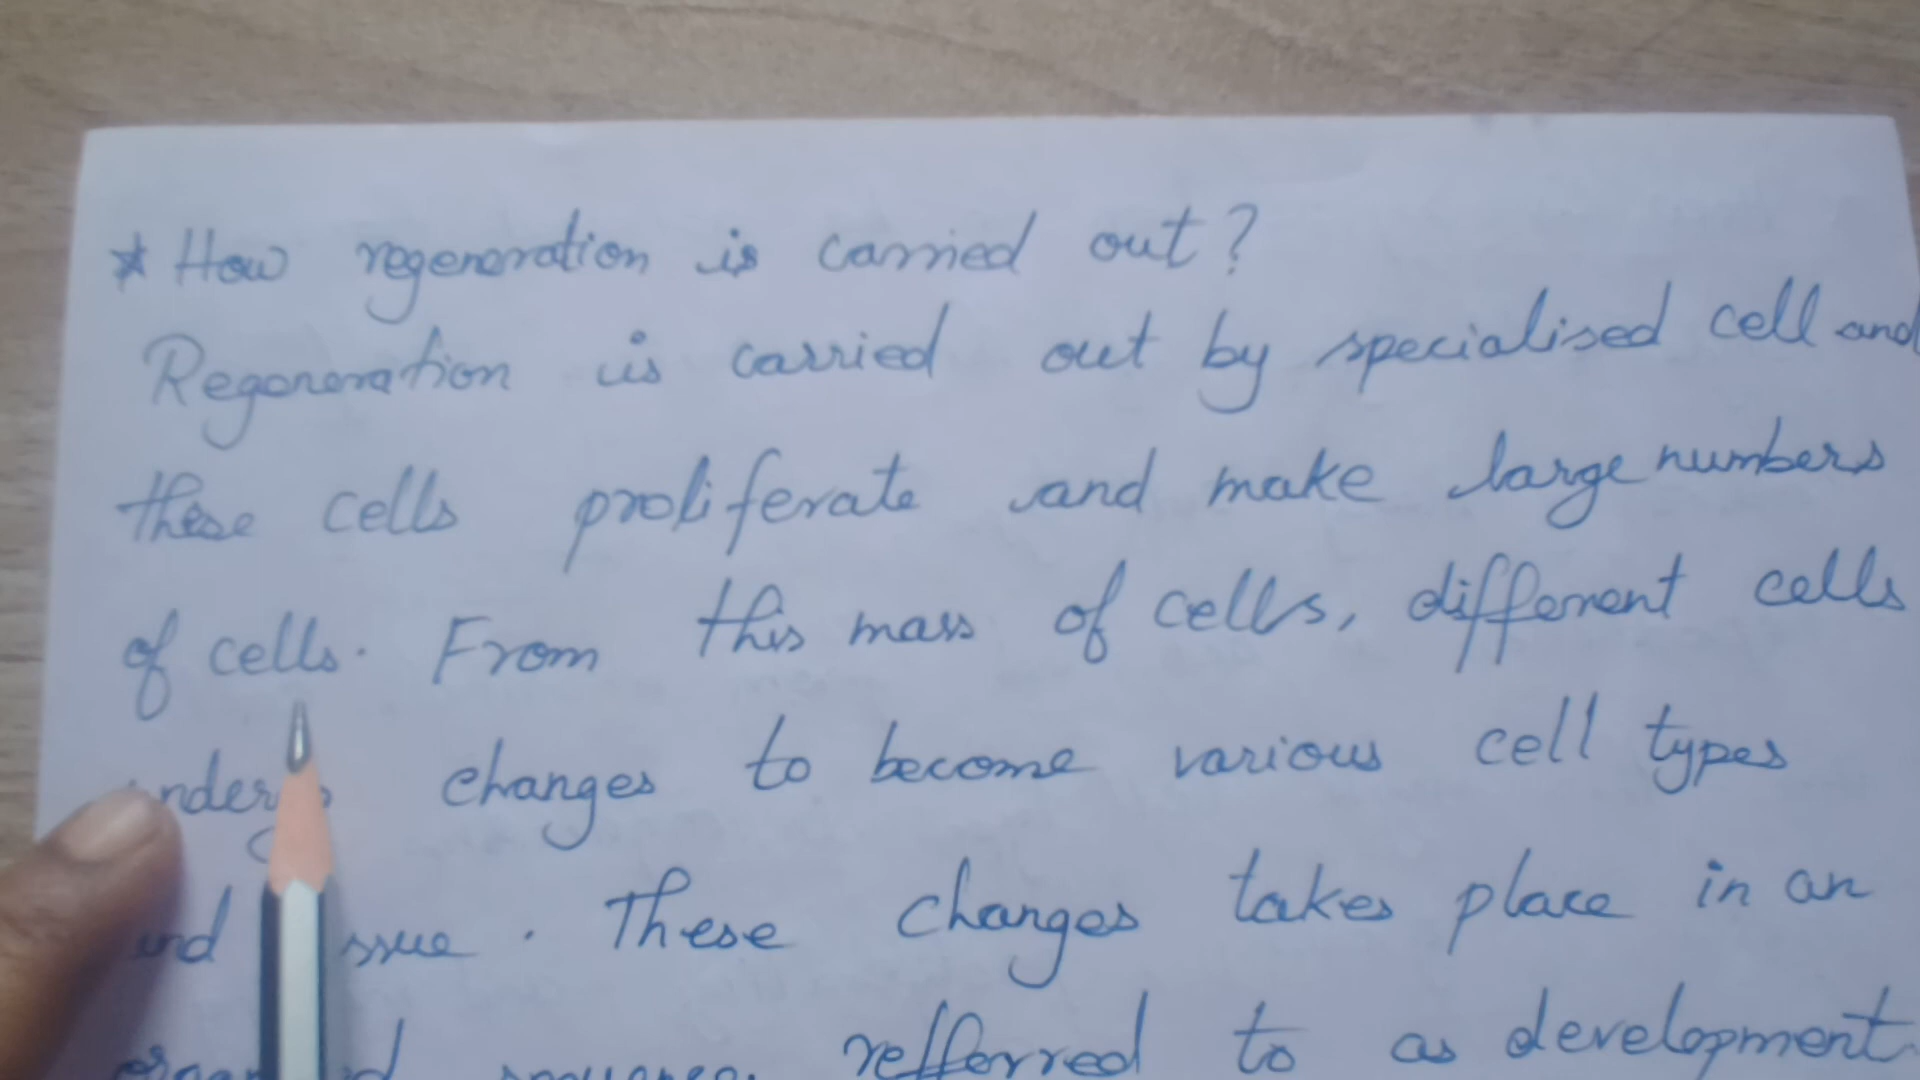 * How regeneration is carried out?
Regeneration is carried out by specialised cell and
these cells proliferate and make large numbers
of cells. From this mass of cells, different cells
changes to become various cell types
and . These changes takes place in an
refferred to as development.